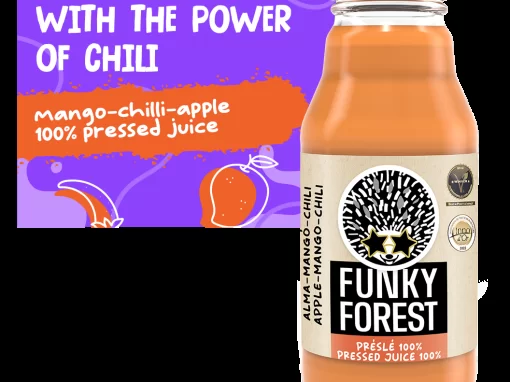 WITH THE POWER
OF CHILI
mango-chilli-apple
100% pressed juice
ALMA-MANGÓ-CHILI
APPLE-MANGO-CHILI
FUNKY
FOREST
PRÉSLÉ 100%
PRESSED JUICE 100%